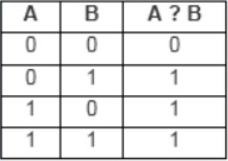 A B A ? B
0 0 0
0 1 1
1 0 1
1 1 1